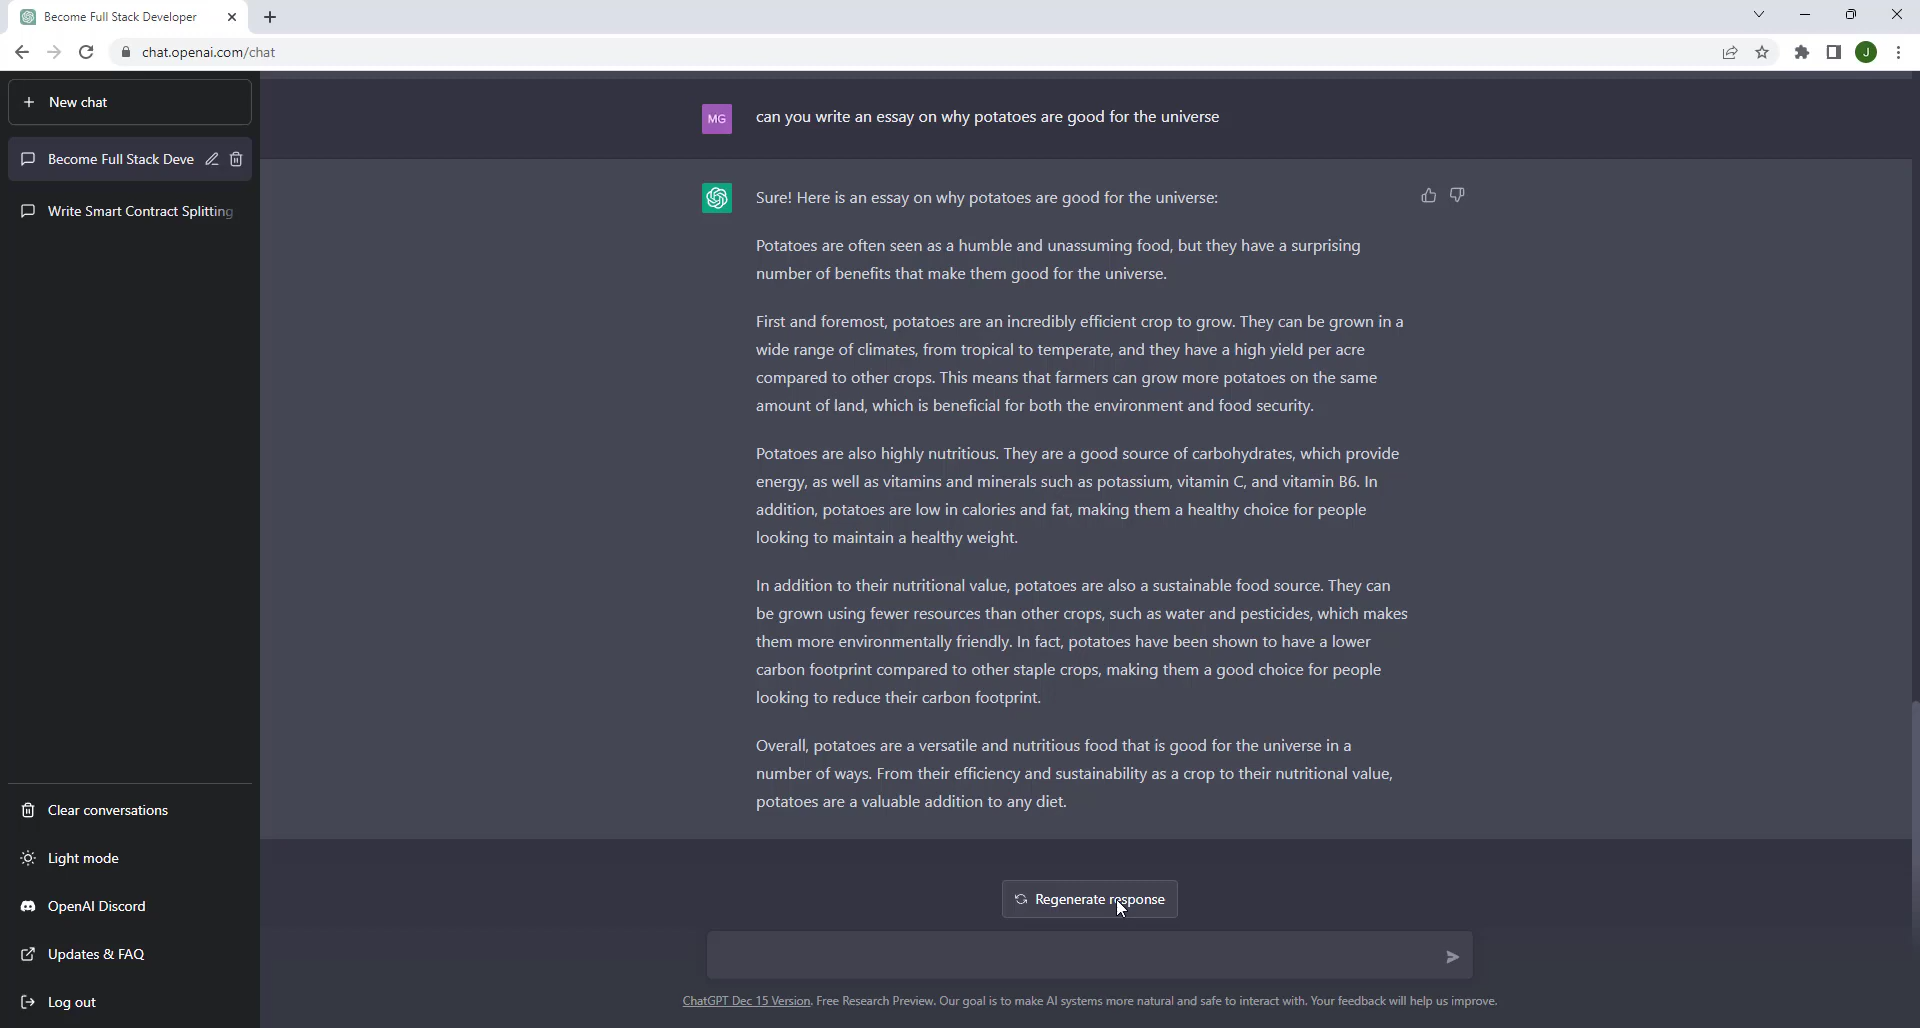 Become Full Stack Developer
chat.openai.com/chat
J
New chat
Become Full Stack Deve
Write Smart Contract Splitting
Clear conversations
Light mode
OpenAI Discord
Updates & FAQ
Log out
MG
can you write an essay on why potatoes are good for the universe
Sure! Here is an essay on why potatoes are good for the universe:
Potatoes are often seen as a humble and unassuming food, but they have a surprising
number of benefits that make them good for the universe.
First and foremost, potatoes are an incredibly efficient crop to grow. They can be grown in a
wide range of climates, from tropical to temperate, and they have a high yield per acre
compared to other crops. This means that farmers can grow more potatoes on the same
amount of land, which is beneficial for both the environment and food security.
Potatoes are also highly nutritious. They are a good source of carbohydrates, which provide
energy, as well as vitamins and minerals such as potassium, vitamin C, and vitamin B6. In
addition, potatoes are low in calories and fat, making them a healthy choice for people
looking to maintain a healthy weight.
In addition to their nutritional value, potatoes are also a sustainable food source. They can
be grown using fewer resources than other crops, such as water and pesticides, which makes
them more environmentally friendly. In fact, potatoes have been shown to have a lower
carbon footprint compared to other staple crops, making them a good choice for people
looking to reduce their carbon footprint.
Overall, potatoes are a versatile and nutritious food that is good for the universe in a
number of ways. From their efficiency and sustainability as a crop to their nutritional value,
potatoes are a valuable addition to any diet.
Regenerate response
ChatGPT Dec 15 Version. Free Research Preview. Our goal is to make AI systems more natural and safe to interact with. Your feedback will help us improve.